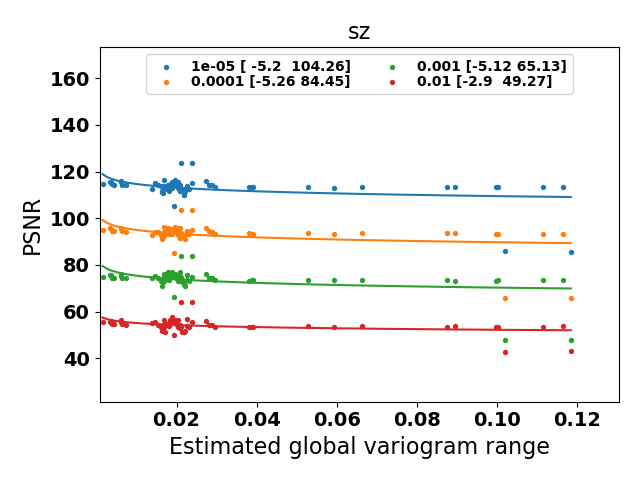 sz
1e-05 [ -5.2  104.26]
0.0001 [-5.26 84.45]
0.001 [-5.12 65.13]
0.01 [-2.9  49.27]
PSNR
160
140
120
100
80
60
40
0.02 0.04 0.06 0.08 0.10 0.12
Estimated global variogram range